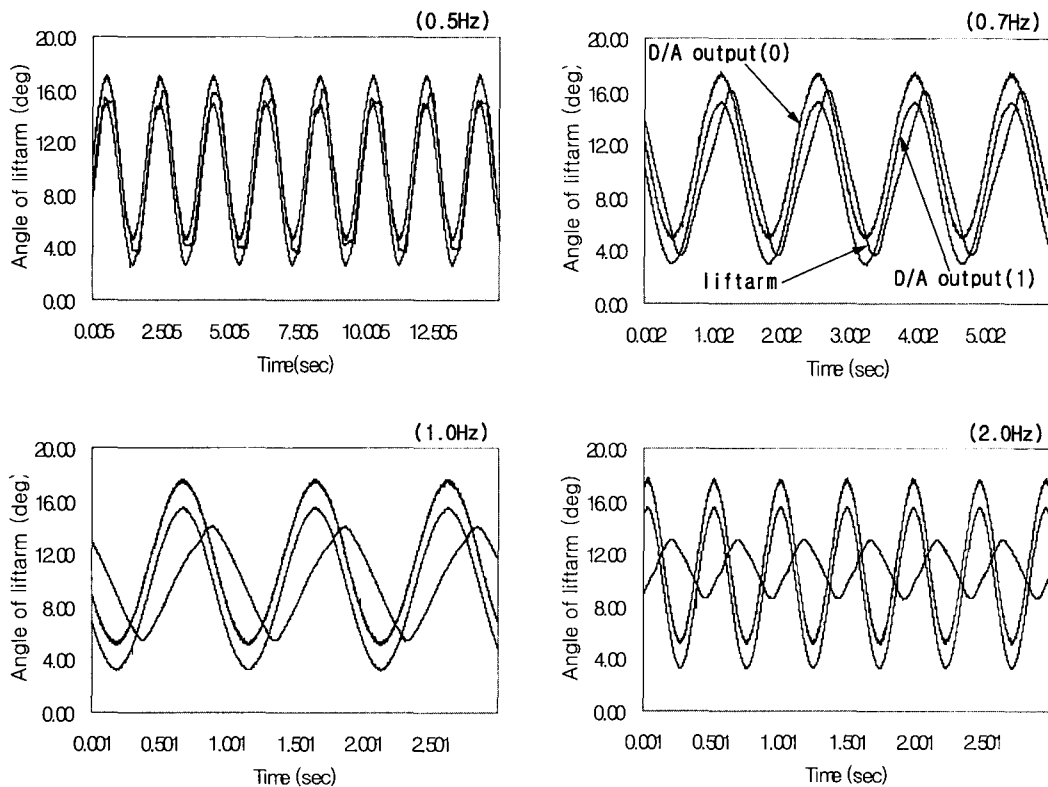 (0.5Hz)
20.00
16.00
12.00
8.00
4.00
0.00
Angle of liftarm (deg)
0.005 2.505 5.005 7.505 10.005 12.505
Time(sec)
(0.7Hz)
20.00
16.00
12.00
8.00
4.00
0.00
Angle of liftarm (deg)
D/A output(0)
liftarm
D/A output(1)
0.002 1.002 2.002 3.002 4.002 5.002
Time (sec)
(1.0Hz)
20.00
16.00
12.00
8.00
4.00
0.00
Angle of liftarm (deg)
0.001 0.501 1.001 1.501 2.001 2.501
Time (sec)
(2.0Hz)
20.00
16.00
12.00
8.00
4.00
0.00
Angle of liftarm (deg)
0.001 0.501 1.001 1.501 2.001 2.501
Time (sec)